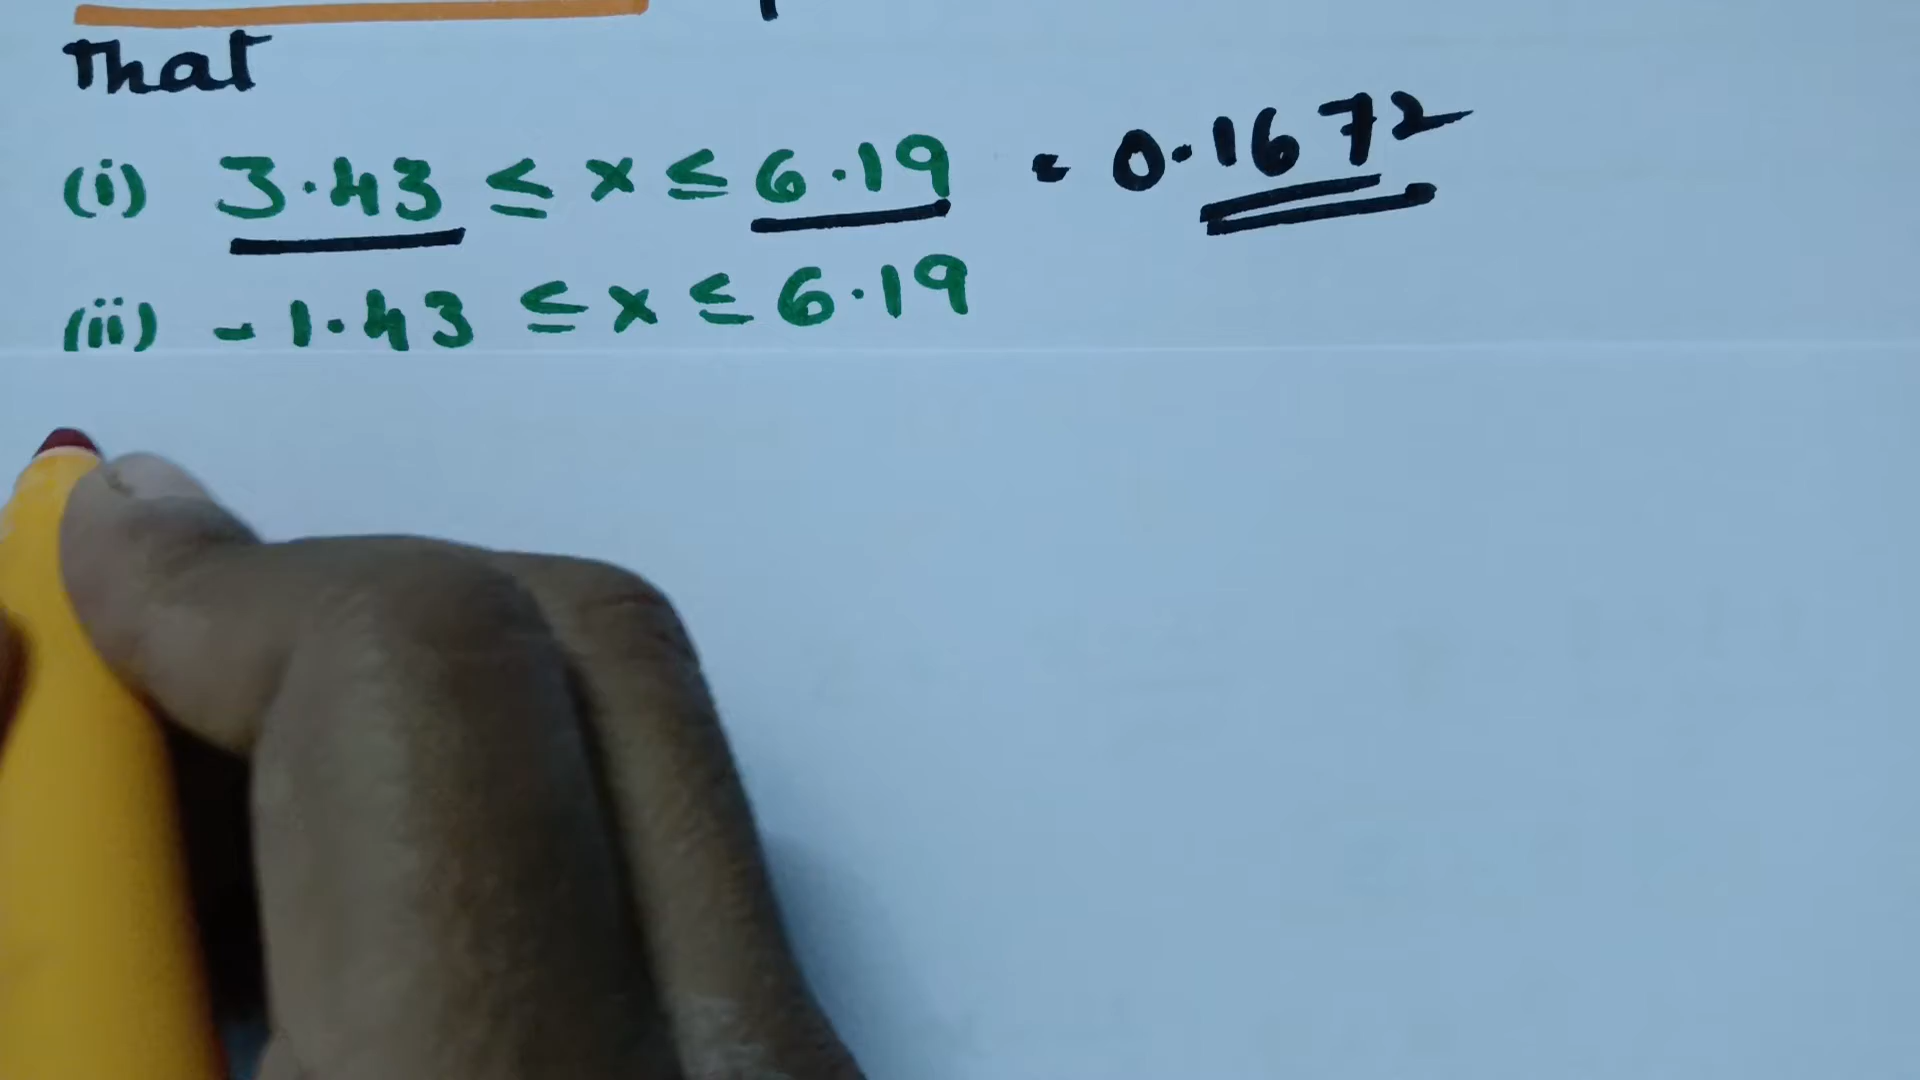 that
(i) 3.43 ≤ x ≤ 6.19 = 0.1672
(ii) -1.43 ≤ x ≤ 6.19